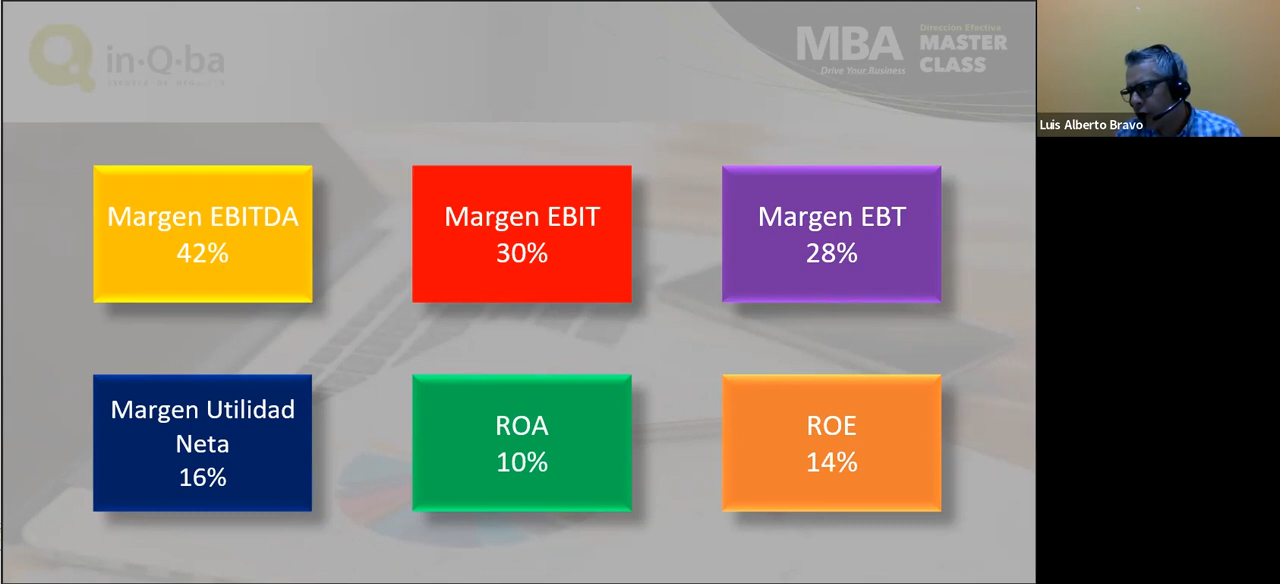 in·Q·ba
MBA
Drive Your Business
Dirección Efectiva
MASTER
CLASS
Luis Alberto Bravo
Margen EBITDA
42%
Margen EBIT
30%
Margen EBT
28%
Margen Utilidad
Neta
16%
ROA
10%
ROE
14%